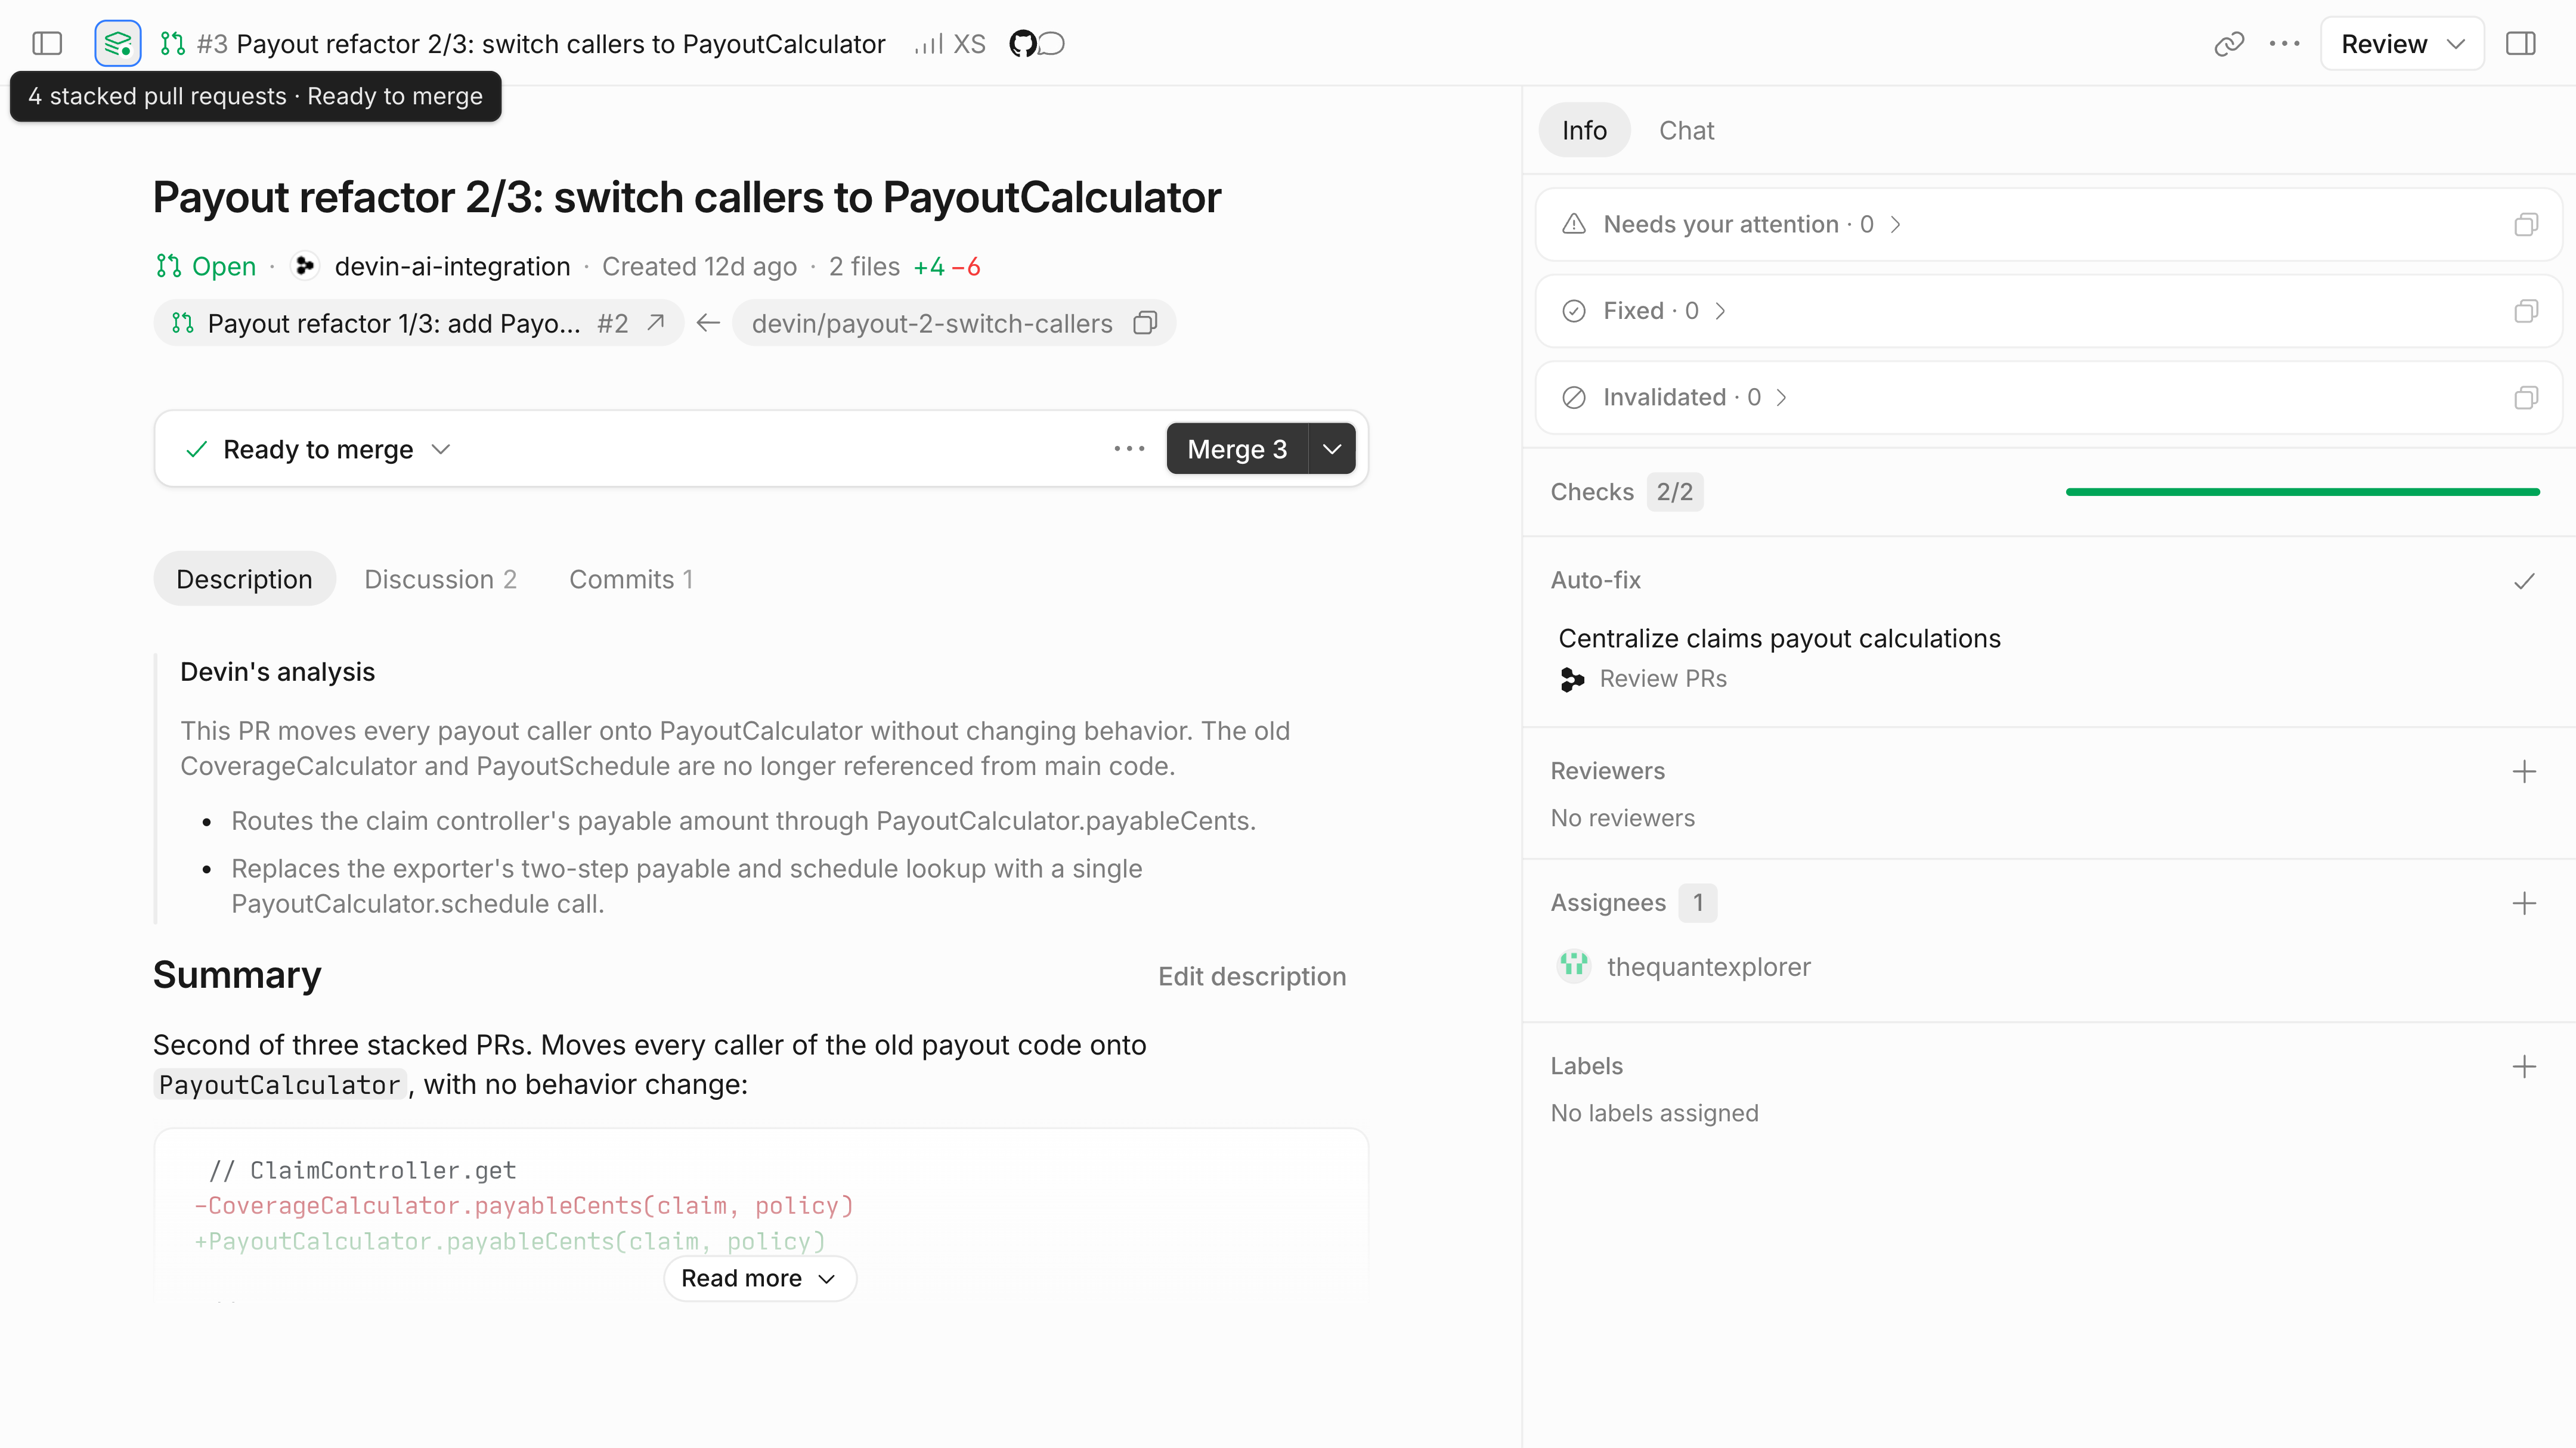 #3 Payout refactor 2/3: switch callers to PayoutCalculator XS
Review
4 stacked pull requests · Ready to merge
Payout refactor 2/3: switch callers to PayoutCalculator
Open · devin-ai-integration · Created 12d ago · 2 files +4 −6
Payout refactor 1/3: add Payo... #2 devin/payout-2-switch-callers
Ready to merge
Merge 3
Description
Discussion 2
Commits 1
Devin's analysis
This PR moves every payout caller onto PayoutCalculator without changing behavior. The old
CoverageCalculator and PayoutSchedule are no longer referenced from main code.
• Routes the claim controller's payable amount through PayoutCalculator.payableCents.
• Replaces the exporter's two-step payable and schedule lookup with a single
PayoutCalculator.schedule call.
Summary
Edit description
Second of three stacked PRs. Moves every caller of the old payout code onto
PayoutCalculator, with no behavior change:
// ClaimController.get
-CoverageCalculator.payableCents(claim, policy)
+PayoutCalculator.payableCents(claim, policy)
Read more
Info
Chat
Needs your attention · 0
Fixed · 0
Invalidated · 0
Checks 2/2
Auto-fix
Centralize claims payout calculations
Review PRs
Reviewers
No reviewers
Assignees 1
thequantexplorer
Labels
No labels assigned